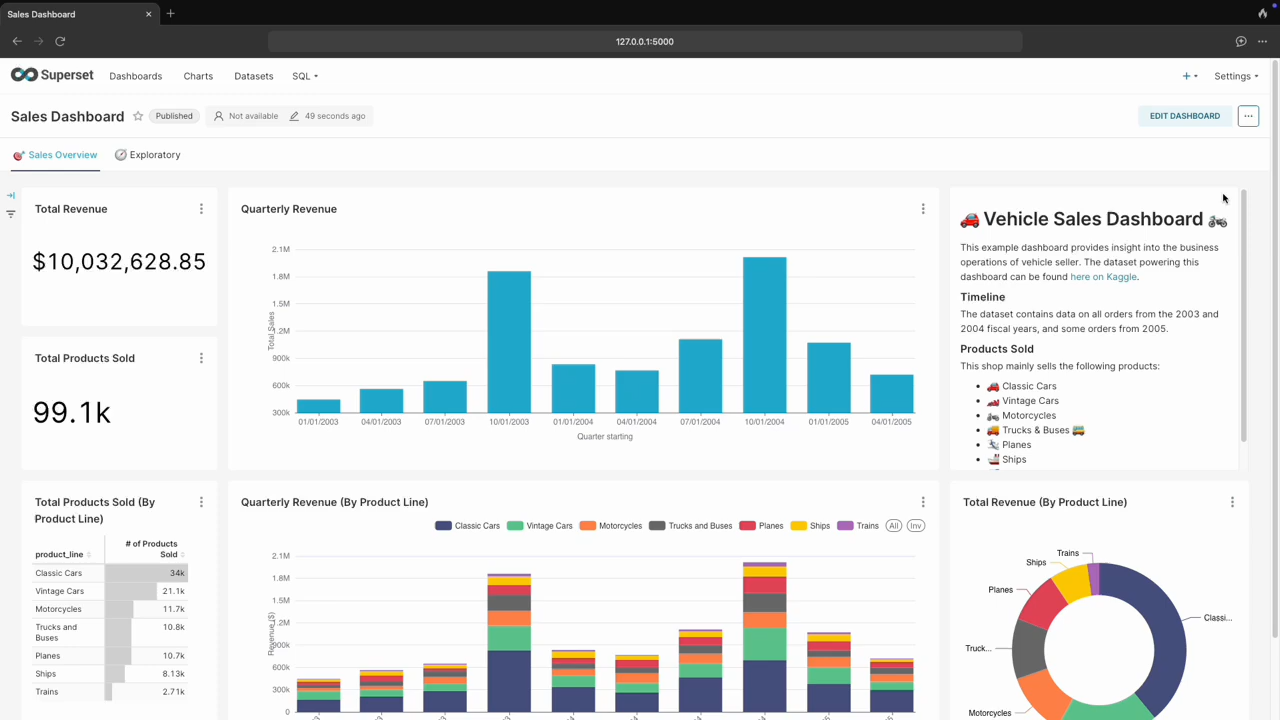 Sales Dashboard
127.0.0.1:5000
Superset
Dashboards
Charts
Datasets
SQL
Settings
Sales Dashboard
Published
Not available
49 seconds ago
EDIT DASHBOARD
Sales Overview
Exploratory
Total Revenue
$10,032,628.85
Total Products Sold
99.1k
Quarterly Revenue
Total Sales
2.1M
1.8M
1.5M
1.2M
900k
600k
300k
01/01/2003 04/01/2003 07/01/2003 10/01/2003 01/01/2004 04/01/2004 07/01/2004 10/01/2004 01/01/2005 04/01/2005
Quarter starting
🚗 Vehicle Sales Dashboard 🏍
This example dashboard provides insight into the business
operations of vehicle seller. The dataset powering this
dashboard can be found here on Kaggle.
Timeline
The dataset contains data on all orders from the 2003 and
2004 fiscal years, and some orders from 2005.
Products Sold
This shop mainly sells the following products:
• 🚗 Classic Cars
• 🏎 Vintage Cars
• 🏍 Motorcycles
• 🚚 Trucks & Buses 🚌
• 🛩 Planes
• 🚢 Ships
Total Products Sold (By
Product Line)
product_line
# of Products
Sold
Classic Cars 34k
Vintage Cars 21.1k
Motorcycles 11.7k
Trucks and
Buses 10.8k
Planes 10.7k
Ships 8.13k
Trains 2.71k
Quarterly Revenue (By Product Line)
Classic Cars Vintage Cars Motorcycles Trucks and Buses Planes Ships Trains All Inv
Revenue ($)
2.1M
1.8M
1.5M
1.2M
900k
600k
300k
0
Total Revenue (By Product Line)
Trains
Ships
Planes
Classi...
Truck...
Motorcycles